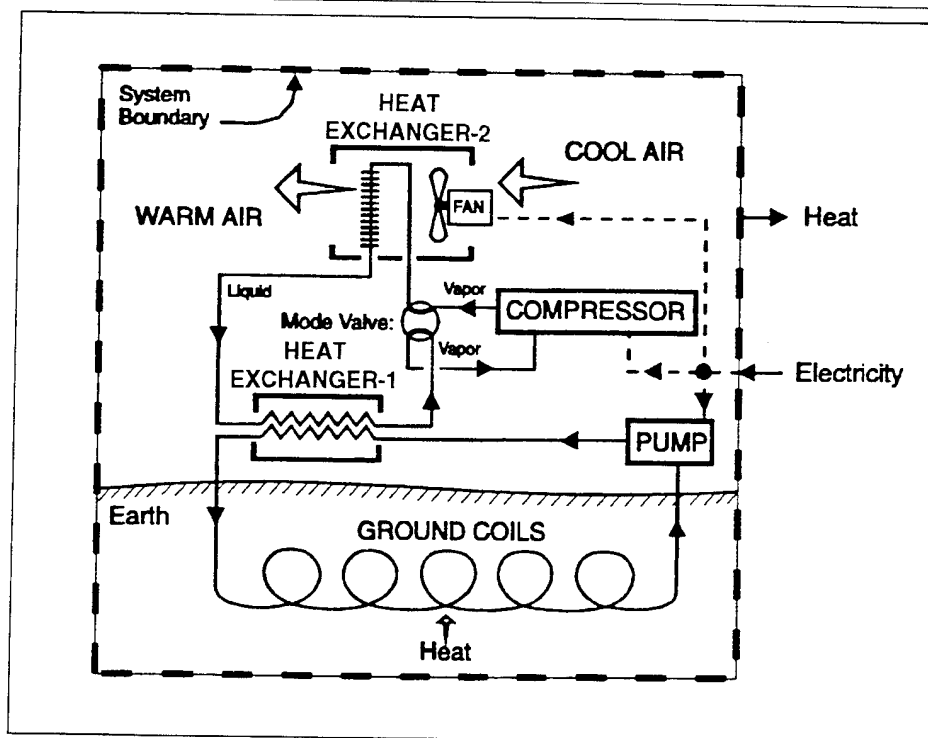 System
Boundary
HEAT
EXCHANGER-2
COOL AIR
WARM AIR
FAN
Heat
Liquid
Vapor
COMPRESSOR
Mode Valve:
Vapor
HEAT
EXCHANGER-1
Electricity
PUMP
Earth
GROUND COILS
Heat